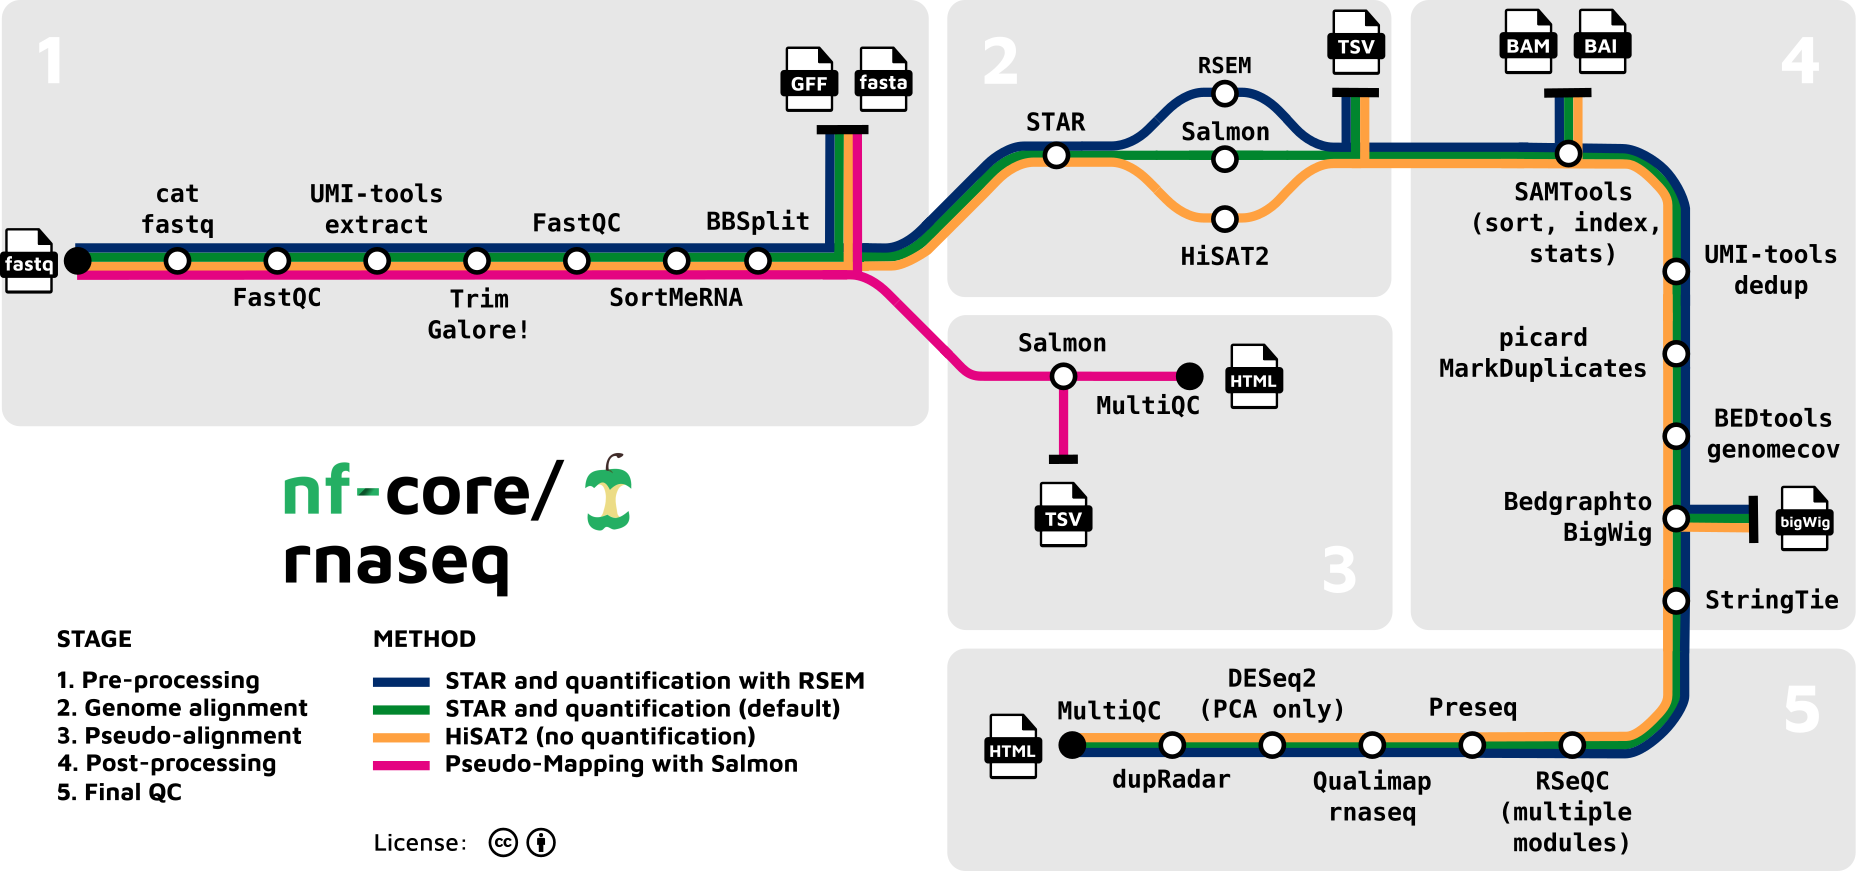 1
GFF
fasta
cat
fastq
UMI-tools
extract
FastQC
BBSplit
fastq
FastQC
Trim
Galore!
SortMeRNA
2
RSEM
TSV
STAR
Salmon
HiSAT2
4
BAM
BAI
SAMTools
(sort, index,
stats)
UMI-tools
dedup
picard
MarkDuplicates
BEDtools
genomecov
Bedgraphto
BigWig
bigWig
StringTie
Salmon
HTML
MultiQC
TSV
3
nf-core/
rnaseq
STAGE
1. Pre-processing
2. Genome alignment
3. Pseudo-alignment
4. Post-processing
5. Final QC
METHOD
STAR and quantification with RSEM
STAR and quantification (default)
HiSAT2 (no quantification)
Pseudo-Mapping with Salmon
License: cc
5
DESeq2
(PCA only)
MultiQC
Preseq
HTML
dupRadar
Qualimap
rnaseq
RSeQC
(multiple
modules)